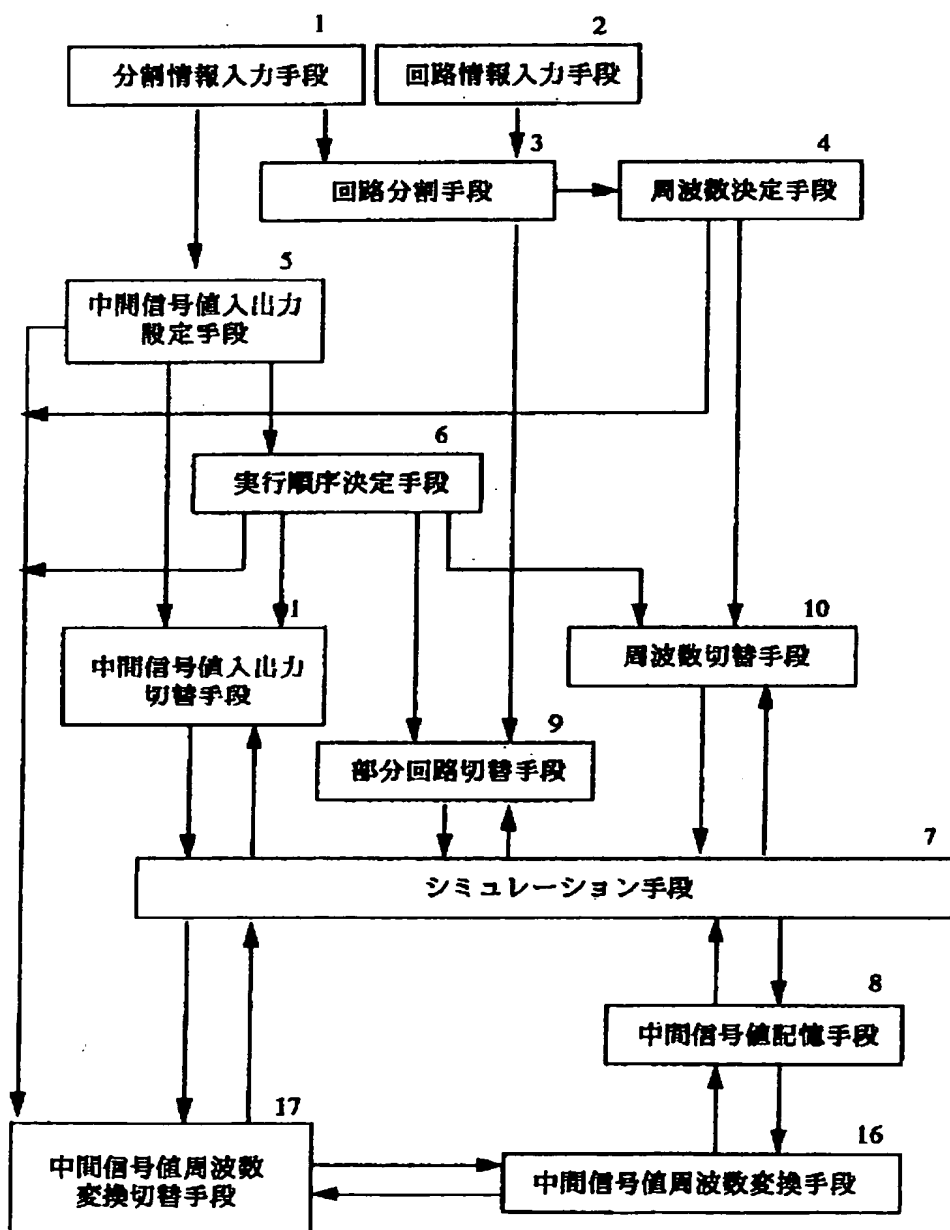 1
分割情報入力手段
2
回路情報入力手段
3
回路分割手段
4
周波数決定手段
5
中間信号値入出力
設定手段
6
実行順序決定手段
1
中間信号値入出力
切替手段
10
周波数切替手段
9
部分回路切替手段
7
シミュレーション手段
8
中間信号値記憶手段
17
中間信号値周波数
変換切替手段
16
中間信号値周波数変換手段